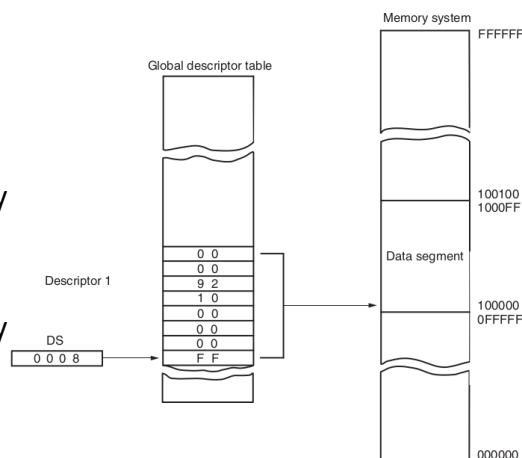 Memory system
FFFFFF
Global descriptor table
100100
1000FF
y
0 0
0 0
Data segment
9 2
Descriptor 1
1 0
0 0
100000
0FFFFF
0 0
y
DS
0 0
0 0 0 8
F F
000000